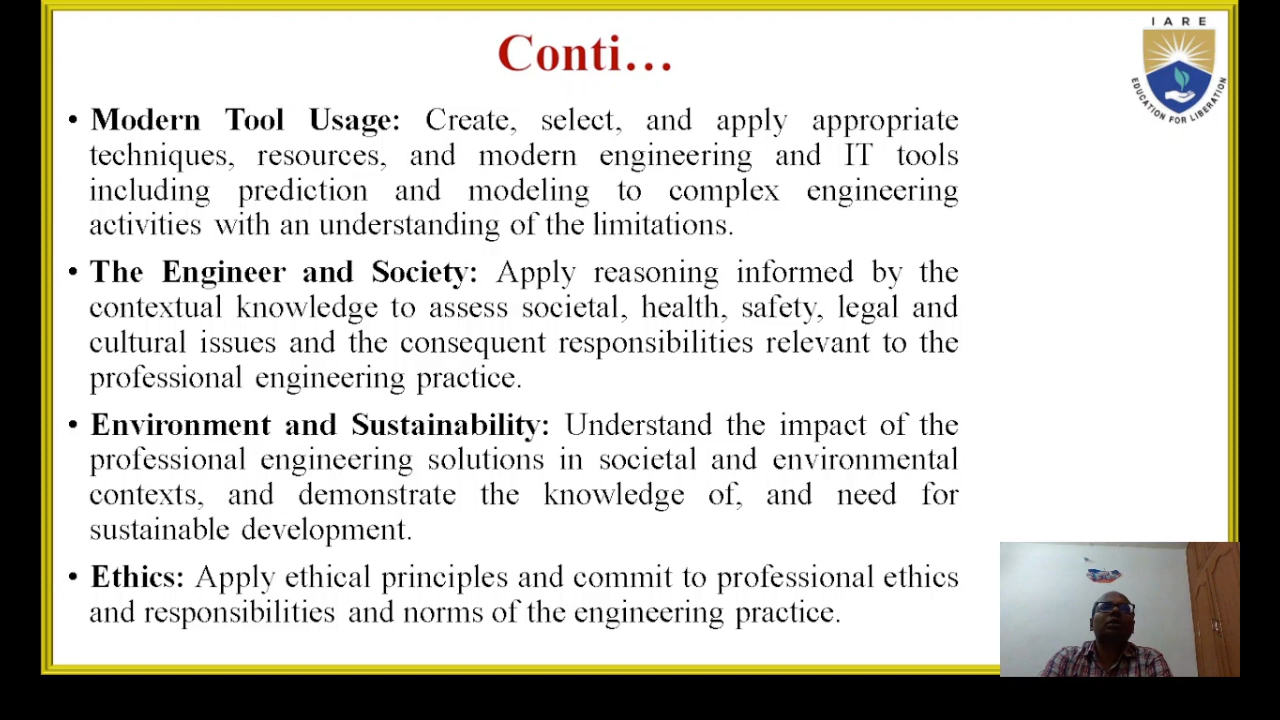 IARE
Conti...
EDUCATION FOR LIBERATION
• Modern Tool Usage: Create, select, and apply appropriate
techniques, resources, and modern engineering and IT tools
including prediction and modeling to complex engineering
activities with an understanding of the limitations.
• The Engineer and Society: Apply reasoning informed by the
contextual knowledge to assess societal, health, safety, legal and
cultural issues and the consequent responsibilities relevant to the
professional engineering practice.
• Environment and Sustainability: Understand the impact of the
professional engineering solutions in societal and environmental
contexts, and demonstrate the knowledge of, and need for
sustainable development.
• Ethics: Apply ethical principles and commit to professional ethics
and responsibilities and norms of the engineering practice.